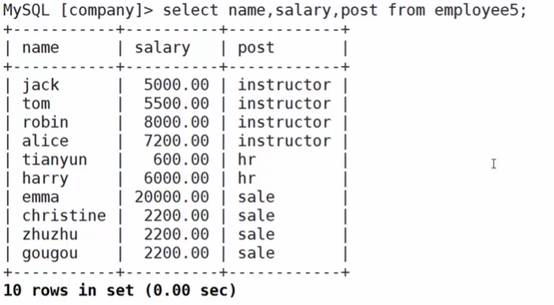 MySQL [company]> select name,salary,post from employee5;
+-----------+----------+------------+
| name      | salary   | post       |
+-----------+----------+------------+
| jack      |  5000.00 | instructor |
| tom       |  5500.00 | instructor |
| robin     |  8000.00 | instructor |
| alice     |  7200.00 | instructor |
| tianyun   |   600.00 | hr         |
| harry     |  6000.00 | hr         |
| emma      | 20000.00 | sale       |
| christine |  2200.00 | sale       |
| zhuzhu    |  2200.00 | sale       |
| gougou    |  2200.00 | sale       |
+-----------+----------+------------+
10 rows in set (0.00 sec)